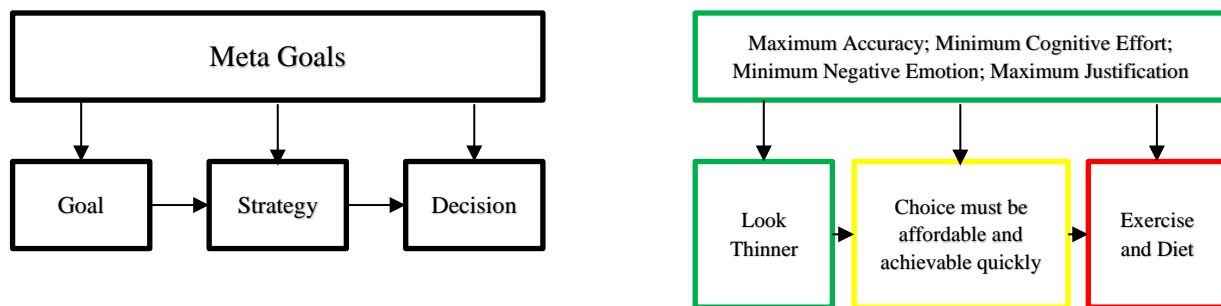 Meta Goals
Goal
Strategy
Decision
Maximum Accuracy; Minimum Cognitive Effort;
Minimum Negative Emotion; Maximum Justification
Look
Thinner
Choice must be
affordable and
achievable quickly
Exercise
and Diet